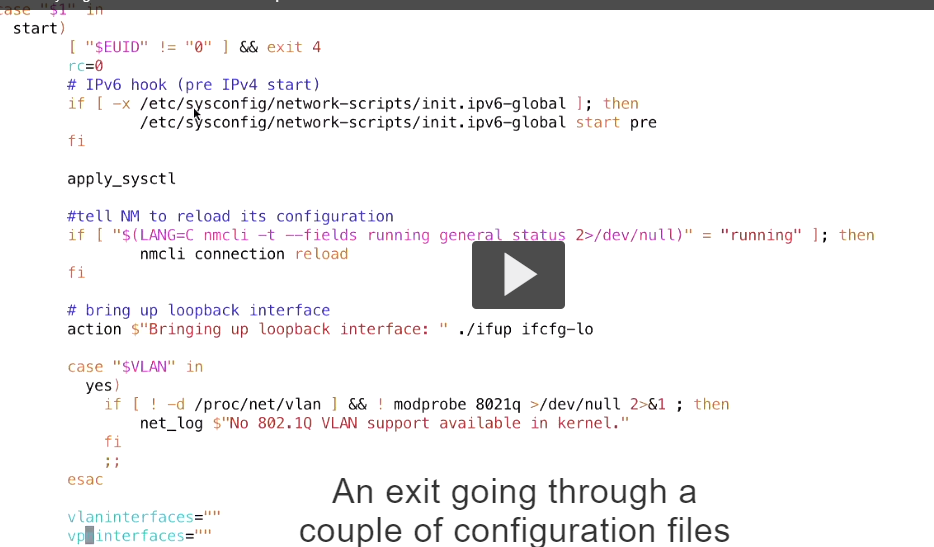 case "$1" in
start)
[ "$EUID" != "0" ] && exit 4
rc=0
# IPv6 hook (pre IPv4 start)
if [ -x /etc/sysconfig/network-scripts/init.ipv6-global ]; then
/etc/sysconfig/network-scripts/init.ipv6-global start pre
fi
apply_sysctl
#tell NM to reload its configuration
if [ "$(LANG=C nmcli -t --fields running general status 2>/dev/null)" = "running" ]; then
nmcli connection reload
fi
# bring up loopback interface
action $"Bringing up loopback interface: " ./ifup ifcfg-lo
case "$VLAN" in
yes)
if [ ! -d /proc/net/vlan ] && ! modprobe 8021q >/dev/null 2>&1 ; then
net_log $"No 802.1Q VLAN support available in kernel."
fi
;;
esac
vlaninterfaces=""
vpninterfaces=""
An exit going through a
couple of configuration files